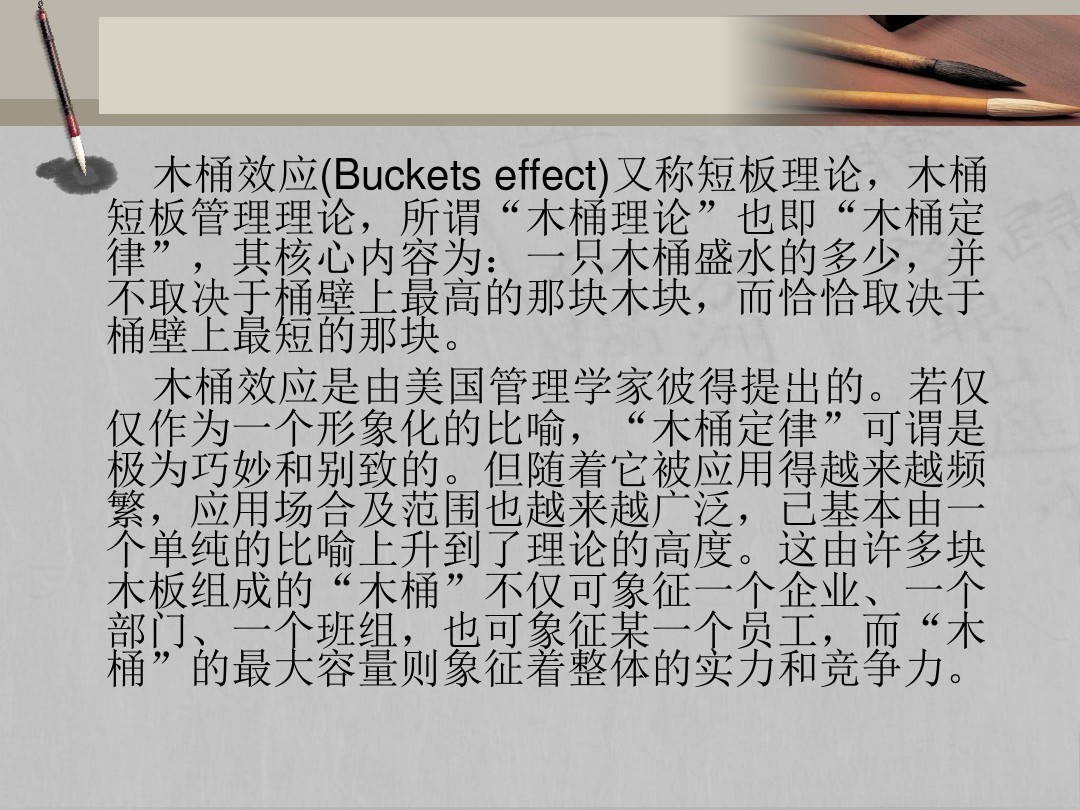 木桶效应(Buckets effect)又称短板理论，木桶
短板管理理论，所谓“木桶理论”也即“木桶定
律”，其核心内容为：一只木桶盛水的多少，并
不取决于桶壁上最高的那块木块，而恰恰取决于
桶壁上最短的那块。
木桶效应是由美国管理学家彼得提出的。若仅
仅作为一个形象化的比喻，“木桶定律”可谓是
极为巧妙和别致的。但随着它被应用得越来越频
繁，应用场合及范围也越来越广泛，已基本由一
个单纯的比喻上升到了理论的高度。这由许多块
木板组成的“木桶”不仅可象征一个企业、一个
部门、一个班组，也可象征某一个员工，而“木
桶”的最大容量则象征着整体的实力和竞争力。